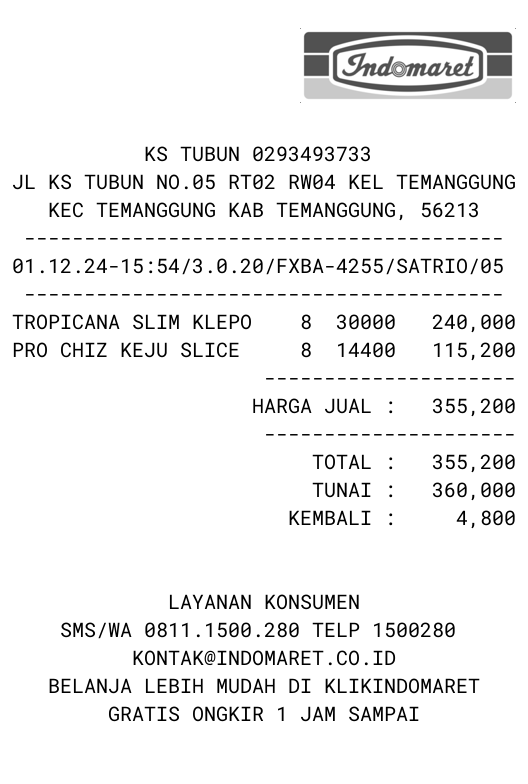 Indomaret
KS TUBUN 0293493733
JL KS TUBUN NO.05 RT02 RW04 KEL TEMANGGUNG
KEC TEMANGGUNG KAB TEMANGGUNG, 56213
----------------------------------------
01.12.24-15:54/3.0.20/FXBA-4255/SATRIO/05
----------------------------------------
TROPICANA SLIM KLEPO 8 30000 240,000
PRO CHIZ KEJU SLICE 8 14400 115,200
---------------------
HARGA JUAL : 355,200
---------------------
TOTAL : 355,200
TUNAI : 360,000
KEMBALI : 4,800
LAYANAN KONSUMEN
SMS/WA 0811.1500.280 TELP 1500280
KONTAK@INDOMARET.CO.ID
BELANJA LEBIH MUDAH DI KLIKINDOMARET
GRATIS ONGKIR 1 JAM SAMPAI